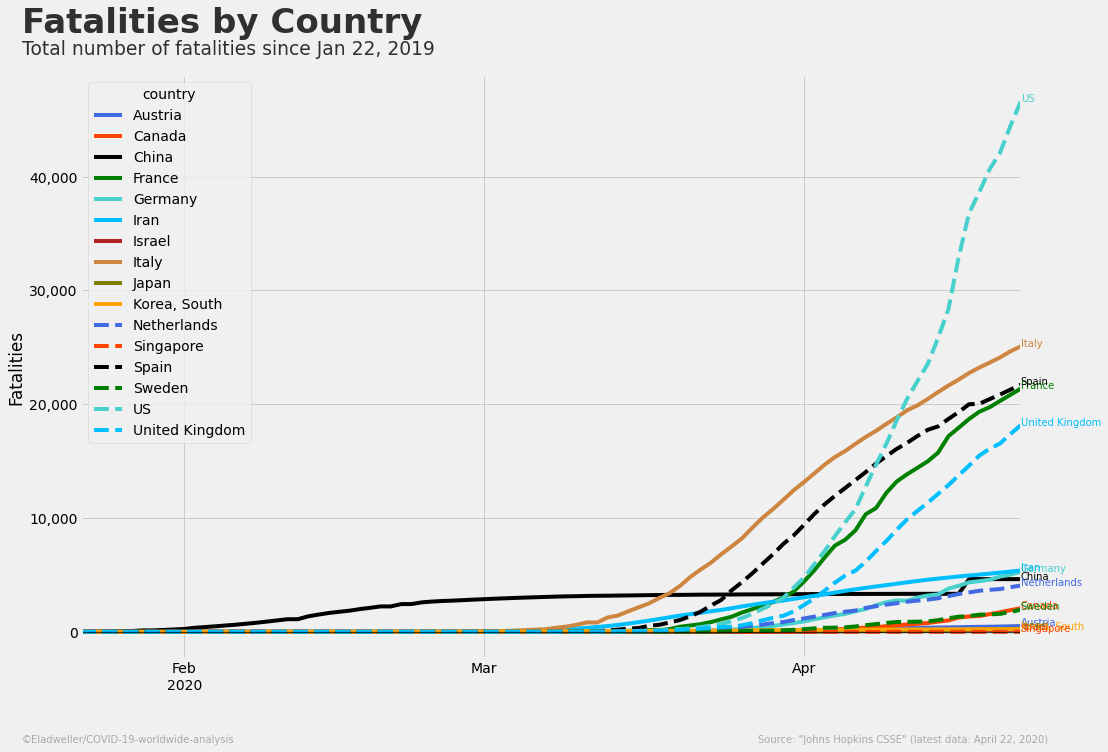 Fatalities by Country
Total number of fatalities since Jan 22, 2019
country
Austria
Canada
China
France
Germany
Iran
Israel
Italy
Japan
Korea, South
Netherlands
Singapore
Spain
Sweden
US
United Kingdom
Fatalities
40,000
30,000
20,000
10,000
0
Feb
2020
Mar
Apr
US
Italy
Spain
France
United Kingdom
Iran
Germany
China
Netherlands
Sweden
Austria
South
Singapore
©Eladweller/COVID-19-worldwide-analysis
Source: "Johns Hopkins CSSE" (latest data: April 22, 2020)